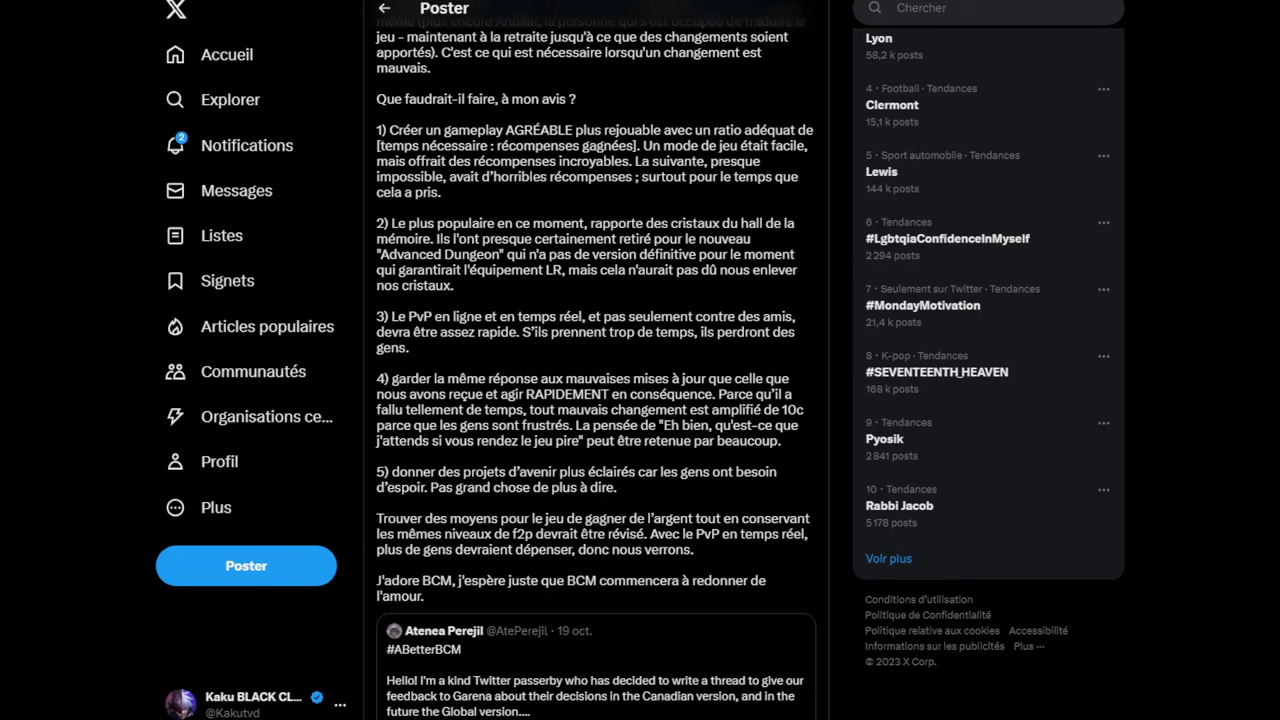 Accueil
Explorer
2
Notifications
Messages
Listes
Signets
Articles populaires
Communautés
Organisations ce...
Profil
Plus
Poster
Kaku BLACK CL...
@Kakutvd
Poster
même (plus encore Antillar, la personne qui s'est occupée de traduire le
jeu - maintenant à la retraite jusqu'à ce que des changements soient
apportés). C'est ce qui est nécessaire lorsqu'un changement est
mauvais.
Que faudrait-il faire, à mon avis ?
1) Créer un gameplay AGRÉABLE plus rejouable avec un ratio adéquat de
[temps nécessaire : récompenses gagnées]. Un mode de jeu était facile,
mais offrait des récompenses incroyables. La suivante, presque
impossible, avait d’horribles récompenses ; surtout pour le temps que
cela a pris.
2) Le plus populaire en ce moment, rapporte des cristaux du hall de la
mémoire. Ils l'ont presque certainement retiré pour le nouveau
"Advanced Dungeon" qui n'a pas de version définitive pour le moment
qui garantirait l'équipement LR, mais cela n'aurait pas dû nous enlever
nos cristaux.
3) Le PvP en ligne et en temps réel, et pas seulement contre des amis,
devra être assez rapide. S’ils prennent trop de temps, ils perdront des
gens.
4) garder la même réponse aux mauvaises mises à jour que celle que
nous avons reçue et agir RAPIDEMENT en conséquence. Parce qu’il a
fallu tellement de temps, tout mauvais changement est amplifié de 10c
parce que les gens sont frustrés. La pensée de "Eh bien, qu'est-ce que
j'attends si vous rendez le jeu pire" peut être retenue par beaucoup.
5) donner des projets d’avenir plus éclairés car les gens ont besoin
d’espoir. Pas grand chose de plus à dire.
Trouver des moyens pour le jeu de gagner de l’argent tout en conservant
les mêmes niveaux de f2p devrait être révisé. Avec le PvP en temps réel,
plus de gens devraient dépenser, donc nous verrons.
J'adore BCM, j'espère juste que BCM commencera à redonner de
l'amour.
Atenea Perejil @AtePerejil · 19 oct.
#ABetterBCM
Hello! I'm a kind Twitter passerby who has decided to write a thread to give our
feedback to Garena about their decisions in the Canadian version, and in the
future the Global version....
Chercher
Lyon
58,2 k posts
4 · Football · Tendances
Clermont
15,1 k posts
5 · Sport automobile · Tendances
Lewis
144 k posts
6 · Tendances
#LgbtqiaConfidenceInMyself
2 294 posts
7 · Seulement sur Twitter · Tendances
#MondayMotivation
21,4 k posts
8 · K-pop · Tendances
#SEVENTEENTH_HEAVEN
168 k posts
9 · Tendances
Pyosik
2 841 posts
10 · Tendances
Rabbi Jacob
5 178 posts
Voir plus
Conditions d’utilisation
Politique de Confidentialité
Politique relative aux cookies Accessibilité
Informations sur les publicités Plus ···
© 2023 X Corp.